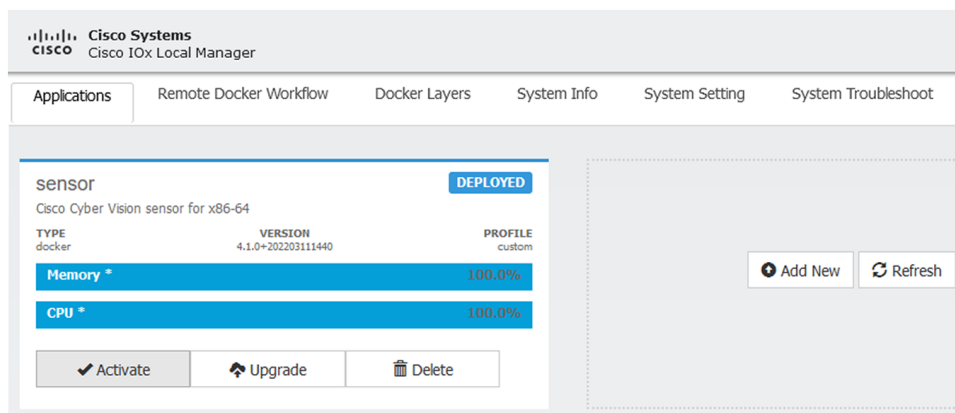 Cisco Systems
CISCO Cisco IOx Local Manager
Applications Remote Docker Workflow Docker Layers System Info System Setting System Troubleshoot
sensor DEPLOYED
Cisco Cyber Vision sensor for x86-64
TYPE VERSION PROFILE
docker 4.1.0+202203111440 custom
Memory * 100.0%
CPU * 100.0%
Activate Upgrade Delete
Add New Refresh